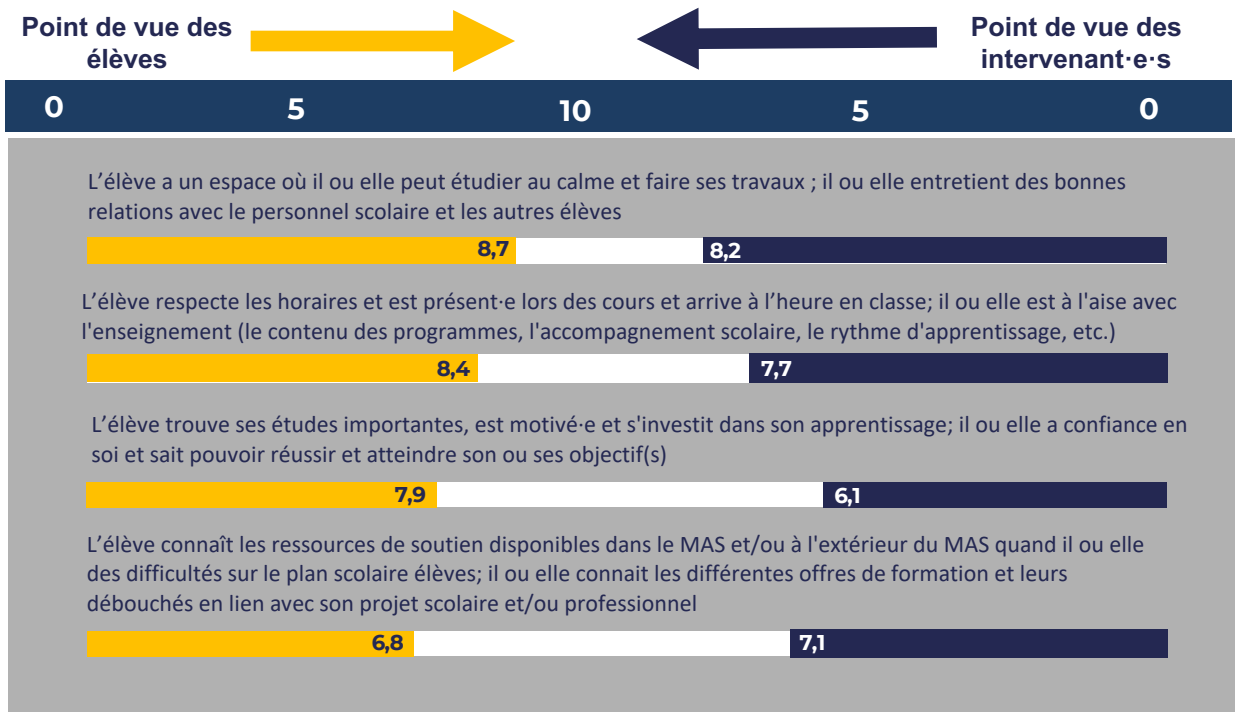 Point de vue des
élèves
Point de vue des
intervenant·e·s
0 5 10 5 0
L’élève a un espace où il ou elle peut étudier au calme et faire ses travaux ; il ou elle entretient des bonnes
relations avec le personnel scolaire et les autres élèves
8,7 8,2
L’élève respecte les horaires et est présent·e lors des cours et arrive à l’heure en classe; il ou elle est à l'aise avec
l'enseignement (le contenu des programmes, l'accompagnement scolaire, le rythme d'apprentissage, etc.)
8,4 7,7
L’élève trouve ses études importantes, est motivé·e et s'investit dans son apprentissage; il ou elle a confiance en
soi et sait pouvoir réussir et atteindre son ou ses objectif(s)
7,9 6,1
L’élève connaît les ressources de soutien disponibles dans le MAS et/ou à l'extérieur du MAS quand il ou elle
des difficultés sur le plan scolaire élèves; il ou elle connait les différentes offres de formation et leurs
débouchés en lien avec son projet scolaire et/ou professionnel
6,8 7,1